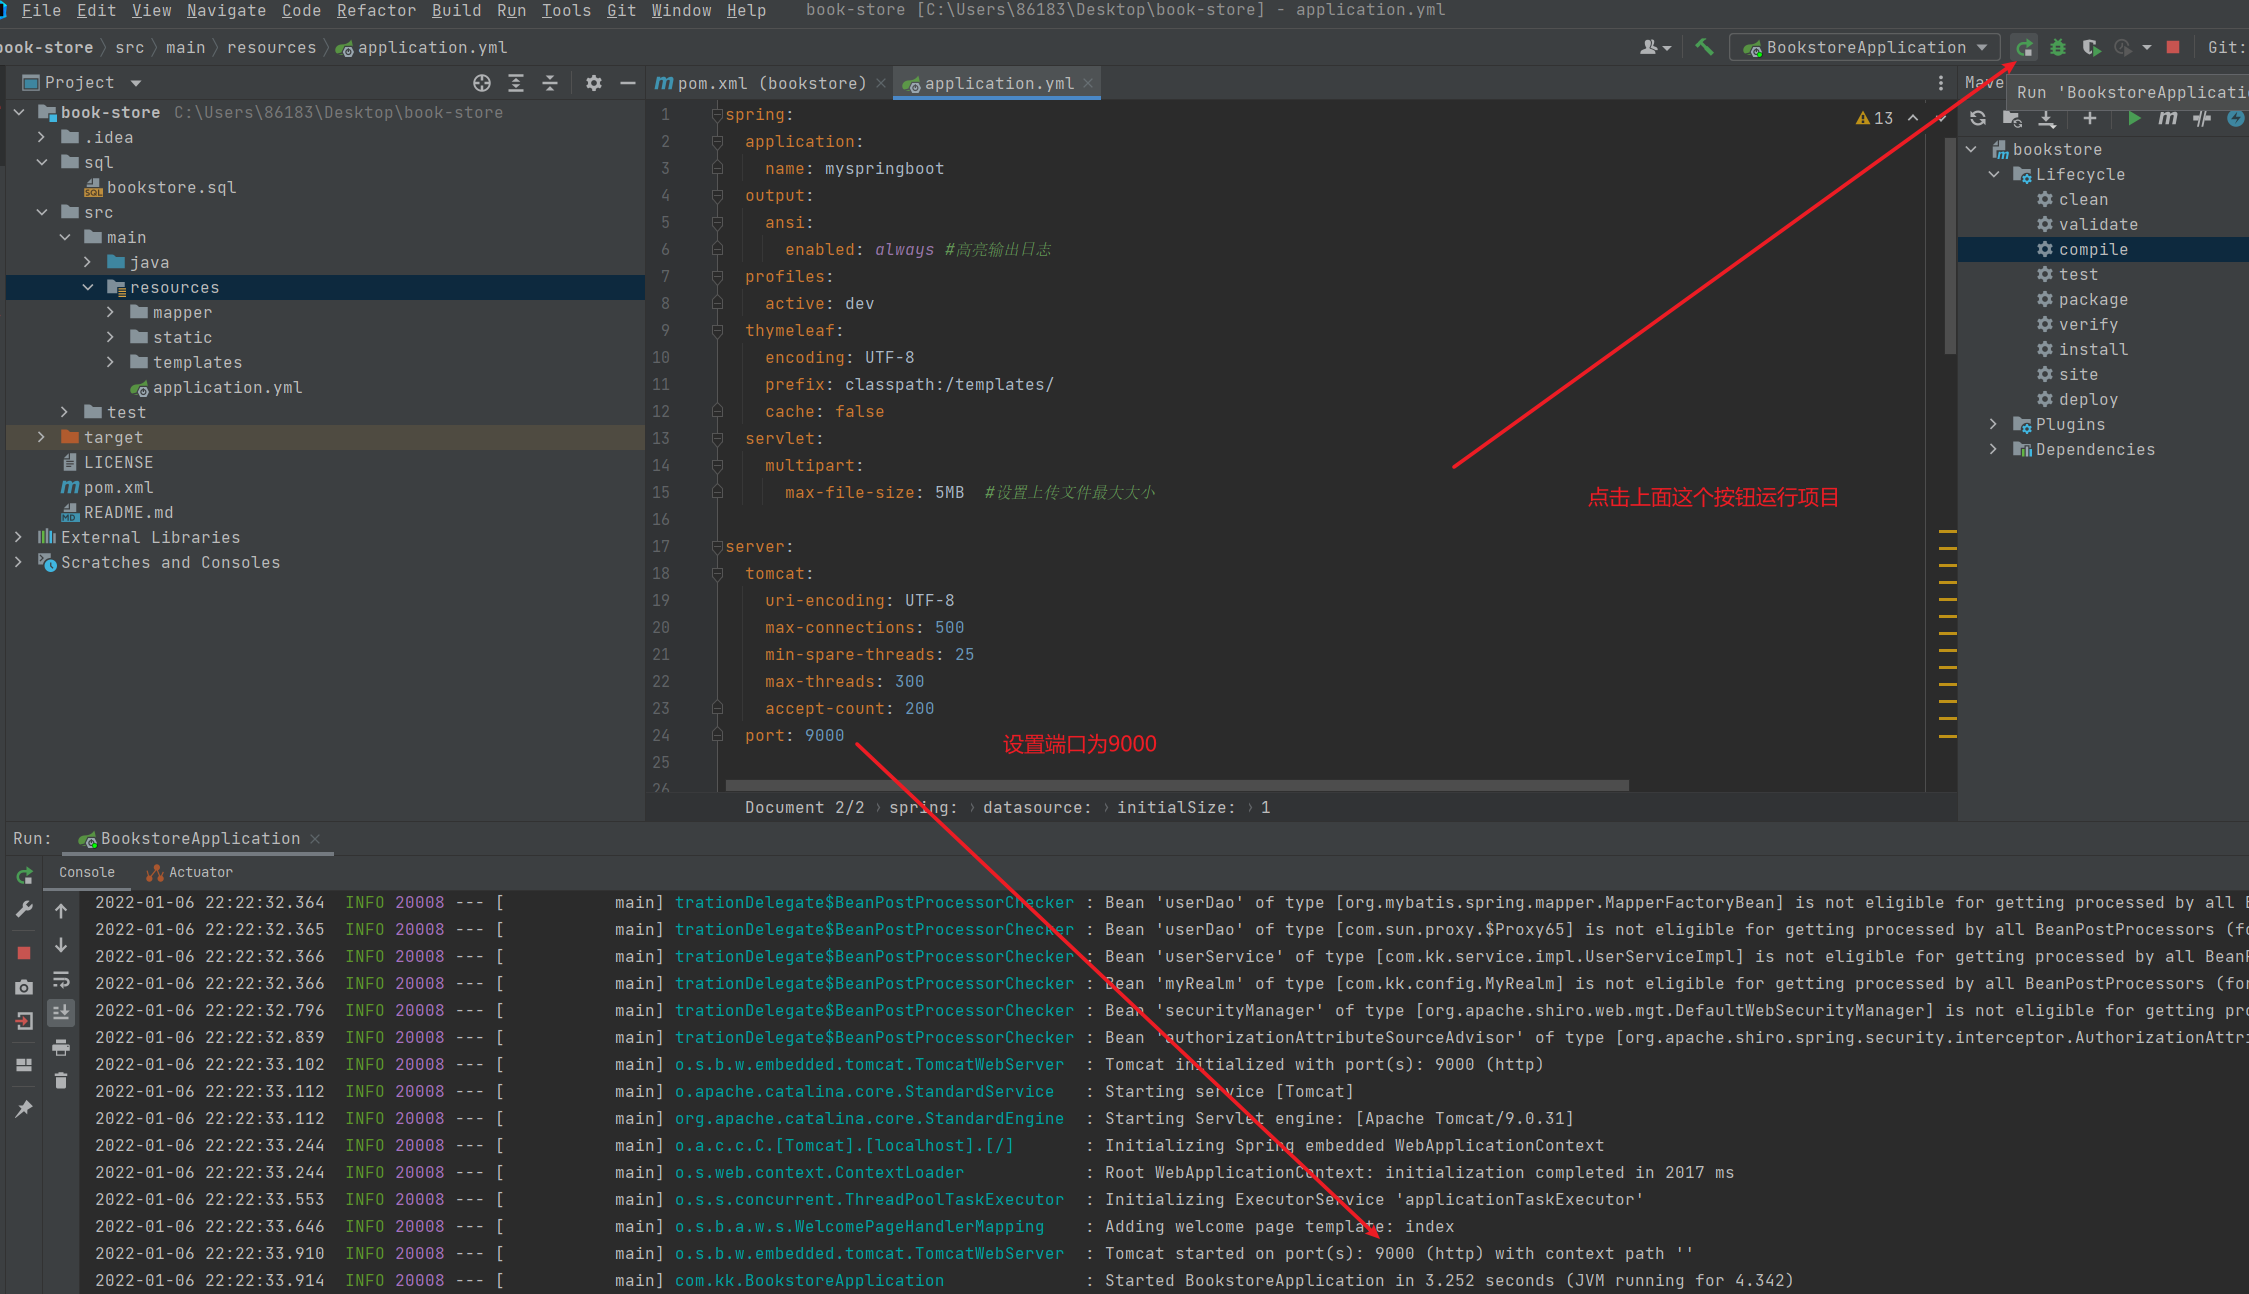 File Edit View Navigate Code Refactor Build Run Tools Git Window Help book-store [C:\Users\86183\Desktop\book-store] - application.yml
book-store src main resources application.yml
BookstoreApplication
Git:
Project
pom.xml (bookstore)
application.yml
Mave
Run 'BookstoreApplicati
book-store C:\Users\86183\Desktop\book-store
.idea
sql
bookstore.sql
src
main
java
resources
mapper
static
templates
application.yml
test
target
LICENSE
pom.xml
README.md
External Libraries
Scratches and Consoles
13
1 spring:
2 application:
3 name: myspringboot
4 output:
5 ansi:
6 enabled: always #高亮输出日志
7 profiles:
8 active: dev
9 thymeleaf:
10 encoding: UTF-8
11 prefix: classpath:/templates/
12 cache: false
13 servlet:
14 multipart:
15 max-file-size: 5MB #设置上传文件最大大小
16
17 server:
18 tomcat:
19 uri-encoding: UTF-8
20 max-connections: 500
21 min-spare-threads: 25
22 max-threads: 300
23 accept-count: 200
24 port: 9000
25
26
点击上面这个按钮运行项目
设置端口为9000
Document 2/2 › spring: › datasource: › initialSize: › 1
bookstore
Lifecycle
clean
validate
compile
test
package
verify
install
site
deploy
Plugins
Dependencies
Run: BookstoreApplication
Console Actuator
2022-01-06 22:22:32.364 INFO 20008 --- [ main] trationDelegate$BeanPostProcessorChecker : Bean 'userDao' of type [org.mybatis.spring.mapper.MapperFactoryBean] is not eligible for getting processed by all B
2022-01-06 22:22:32.365 INFO 20008 --- [ main] trationDelegate$BeanPostProcessorChecker : Bean 'userDao' of type [com.sun.proxy.$Proxy65] is not eligible for getting processed by all BeanPostProcessors (fo
2022-01-06 22:22:32.366 INFO 20008 --- [ main] trationDelegate$BeanPostProcessorChecker : Bean 'userService' of type [com.kk.service.impl.UserServiceImpl] is not eligible for getting processed by all BeanP
2022-01-06 22:22:32.366 INFO 20008 --- [ main] trationDelegate$BeanPostProcessorChecker : Bean 'myRealm' of type [com.kk.config.MyRealm] is not eligible for getting processed by all BeanPostProcessors (for
2022-01-06 22:22:32.796 INFO 20008 --- [ main] trationDelegate$BeanPostProcessorChecker : Bean 'securityManager' of type [org.apache.shiro.web.mgt.DefaultWebSecurityManager] is not eligible for getting pro
2022-01-06 22:22:32.839 INFO 20008 --- [ main] trationDelegate$BeanPostProcessorChecker : Bean 'authorizationAttributeSourceAdvisor' of type [org.apache.shiro.spring.security.interceptor.AuthorizationAttri
2022-01-06 22:22:33.102 INFO 20008 --- [ main] o.s.b.w.embedded.tomcat.TomcatWebServer : Tomcat initialized with port(s): 9000 (http)
2022-01-06 22:22:33.112 INFO 20008 --- [ main] o.apache.catalina.core.StandardService : Starting service [Tomcat]
2022-01-06 22:22:33.112 INFO 20008 --- [ main] org.apache.catalina.core.StandardEngine : Starting Servlet engine: [Apache Tomcat/9.0.31]
2022-01-06 22:22:33.244 INFO 20008 --- [ main] o.a.c.c.C.[Tomcat].[localhost].[/] : Initializing Spring embedded WebApplicationContext
2022-01-06 22:22:33.244 INFO 20008 --- [ main] o.s.web.context.ContextLoader : Root WebApplicationContext: initialization completed in 2017 ms
2022-01-06 22:22:33.553 INFO 20008 --- [ main] o.s.s.concurrent.ThreadPoolTaskExecutor : Initializing ExecutorService 'applicationTaskExecutor'
2022-01-06 22:22:33.646 INFO 20008 --- [ main] o.s.b.a.w.s.WelcomePageHandlerMapping : Adding welcome page template: index
2022-01-06 22:22:33.910 INFO 20008 --- [ main] o.s.b.w.embedded.tomcat.TomcatWebServer : Tomcat started on port(s): 9000 (http) with context path ''
2022-01-06 22:22:33.914 INFO 20008 --- [ main] com.kk.BookstoreApplication : Started BookstoreApplication in 3.252 seconds (JVM running for 4.342)